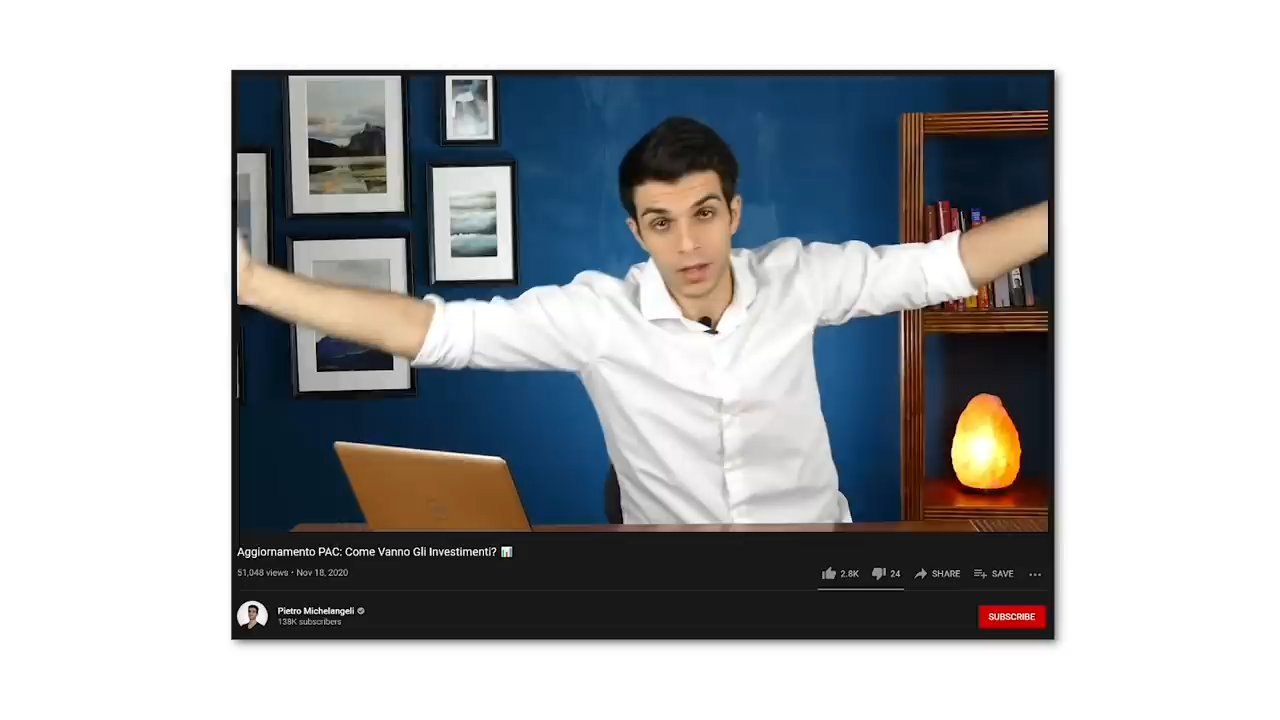 Aggiornamento PAC: Come Vanno Gli Investimenti? 📊
51,048 views • Nov 18, 2020
2.8K 24 SHARE SAVE
Pietro Michelangeli
138K subscribers
SUBSCRIBE